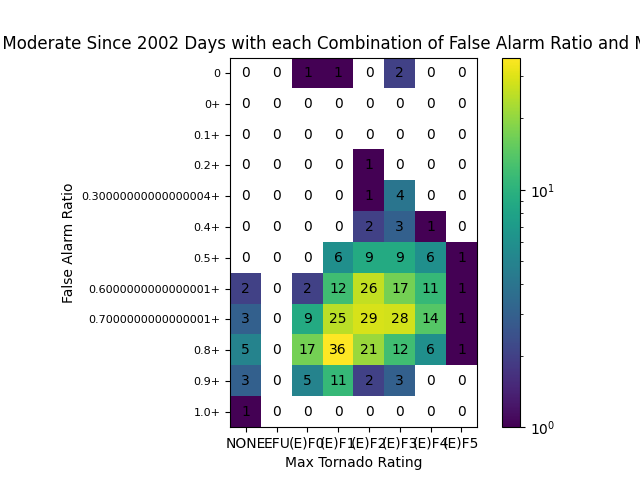 Moderate Since 2002 Days with each Combination of False Alarm Ratio and M
False Alarm Ratio
0 0 0 1 1 0 2 0 0
0+ 0 0 0 0 0 0 0 0
0.1+ 0 0 0 0 0 0 0 0
0.2+ 0 0 0 0 1 0 0 0
0.30000000000000004+ 0 0 0 0 1 4 0 0
0.4+ 0 0 0 0 2 3 1 0
0.5+ 0 0 0 6 9 9 6 1
0.6000000000000001+ 2 0 2 12 26 17 11 1
0.7000000000000001+ 3 0 9 25 29 28 14 1
0.8+ 5 0 17 36 21 12 6 1
0.9+ 3 0 5 11 2 3 0 0
1.0+ 1 0 0 0 0 0 0 0
NONE EFU (E)F0 (E)F1 (E)F2 (E)F3 (E)F4 (E)F5
Max Tornado Rating
10¹
10⁰